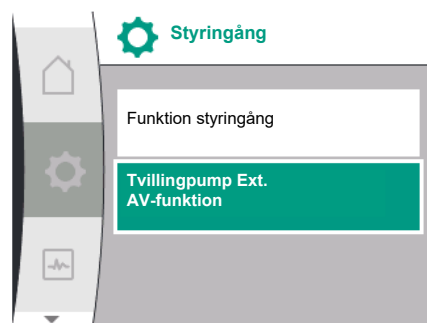 Styringång
Funktion styringång
Tvillingpump Ext.
AV-funktion